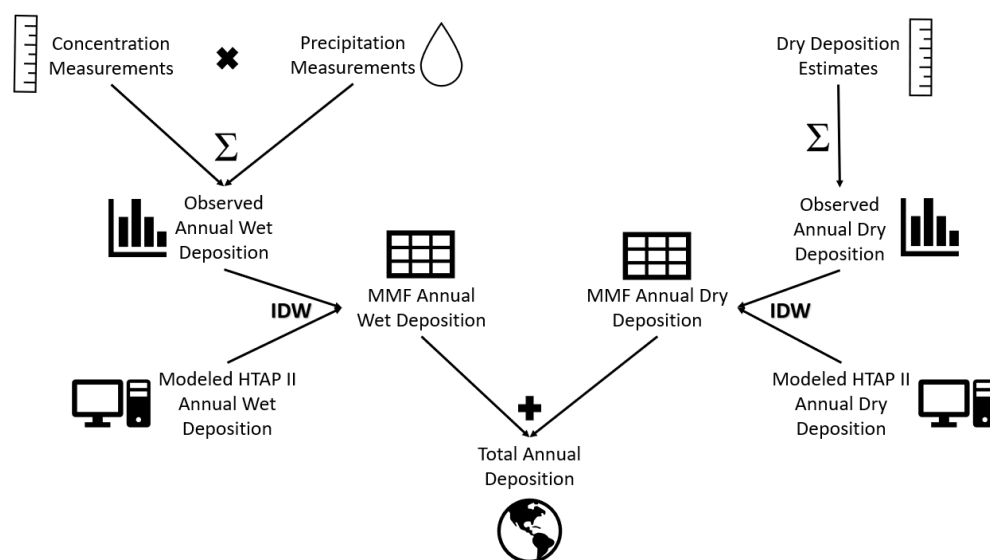 Concentration
Measurements
Precipitation
Measurements
Dry Deposition
Estimates
Σ
Σ
Observed
Annual Wet
Deposition
Observed
Annual Dry
Deposition
MMF Annual
Wet Deposition
MMF Annual Dry
Deposition
IDW
IDW
Modeled HTAP II
Annual Wet
Deposition
Modeled HTAP II
Annual Dry
Deposition
Total Annual
Deposition